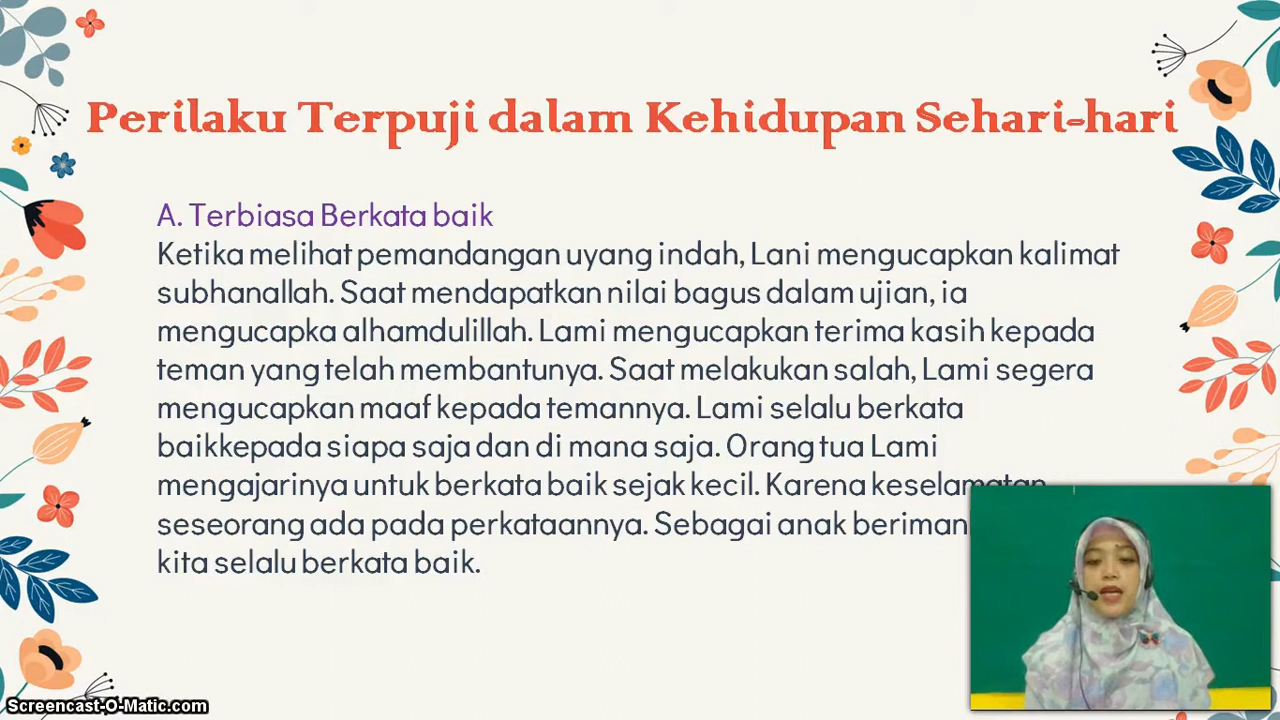 Perilaku Terpuji dalam Kehidupan Sehari-hari
A. Terbiasa Berkata baik
Ketika melihat pemandangan uyang indah, Lani mengucapkan kalimat
subhanallah. Saat mendapatkan nilai bagus dalam ujian, ia
mengucapka alhamdulillah. Lami mengucapkan terima kasih kepada
teman yang telah membantunya. Saat melakukan salah, Lami segera
mengucapkan maaf kepada temannya. Lami selalu berkata
baikkepada siapa saja dan di mana saja. Orang tua Lami
mengajarinya untuk berkata baik sejak kecil. Karena keselamatan
seseorang ada pada perkataannya. Sebagai anak beriman
kita selalu berkata baik.
Screencast-O-Matic.com